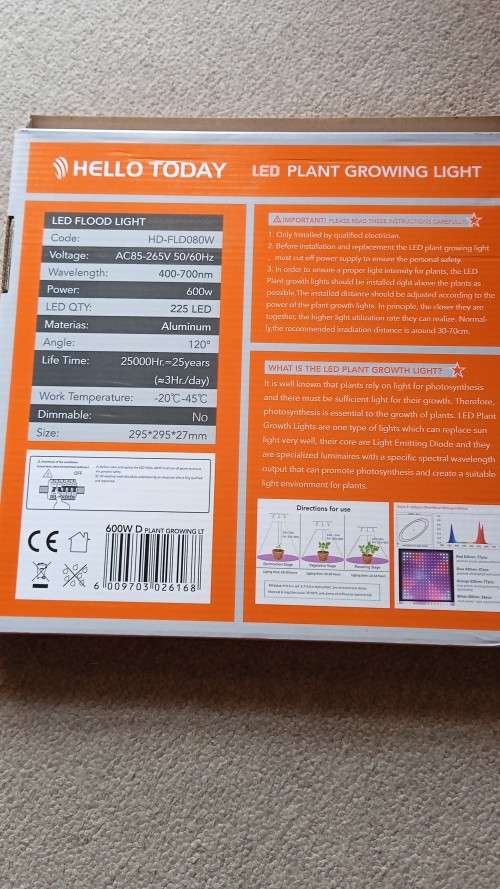 HELLO TODAY
LED PLANT GROWING LIGHT
LED FLOOD LIGHT
Code: HD-FLD080W
Voltage: AC85-265V 50/60Hz
Wavelength: 400-700nm
Power: 600w
LED QTY: 225 LED
Materias: Aluminum
Angle: 120°
Life Time: 25000Hr.≈25years
(≈3Hr./day)
Work Temperature: -20℃-45℃
Dimmable: No
Size: 295*295*27mm
OFF
600W D PLANT GROWING LT
CE
6 009703 026168
IMPORTANT! PLEASE READ THESE INSTRUCTIONS CAREFULLY
1. Only Installed by qualified electrician.
2. Before installation and replacement the LED plant growing light
, must cut off power supply to ensure the personal safety.
3. In order to ensure a proper light intensity for plants, the LED
Plant growth lights should be installed right above the plants as
possible.The installed distance should be adjusted according to the
power of the plant growth lights. In principle, the closer they are
together, the higher light utilization rate they can realize. Normal-
ly,the recommended irradiation distance is around 30-70cm.
WHAT IS THE LED PLANT GROWTH LIGHT?
It is well known that plants rely on light for photosynthesis
and there must be sufficient light for their growth. Therefore,
photosynthesis is essential to the growth of plants. LED Plant
Growth Lights are one type of lights which can replace sun
light very well, their core are Light Emitting Diode and they
are specialized luminaires with a specific spectral wavelength
output that can promote photosynthesis and create a suitable
light environment for plants.
Directions for use
Germination Stage
Vegetative Stage
Flowering Stage